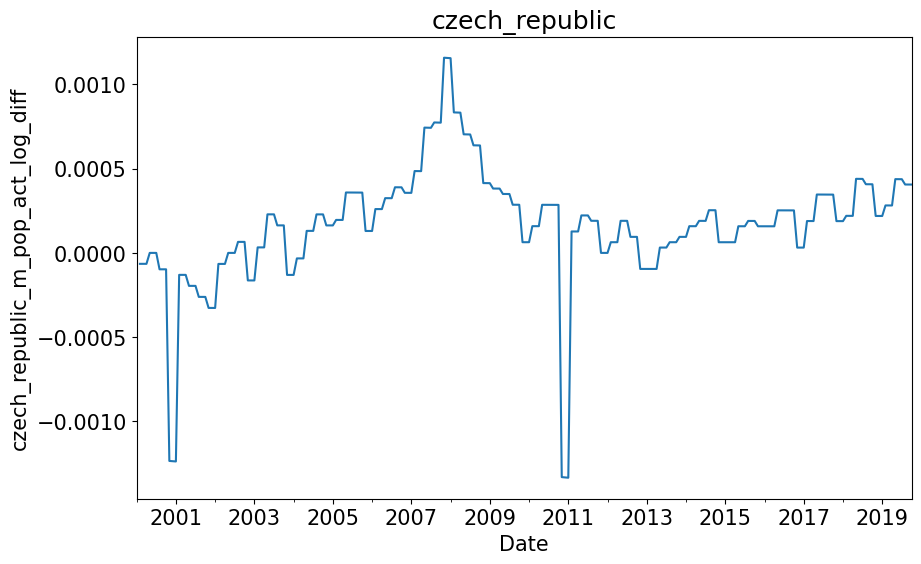 czech_republic
czech_republic_m_pop_act_log_diff
0.0010
0.0005
0.0000
−0.0005
−0.0010
2001 2003 2005 2007 2009 2011 2013 2015 2017 2019
Date